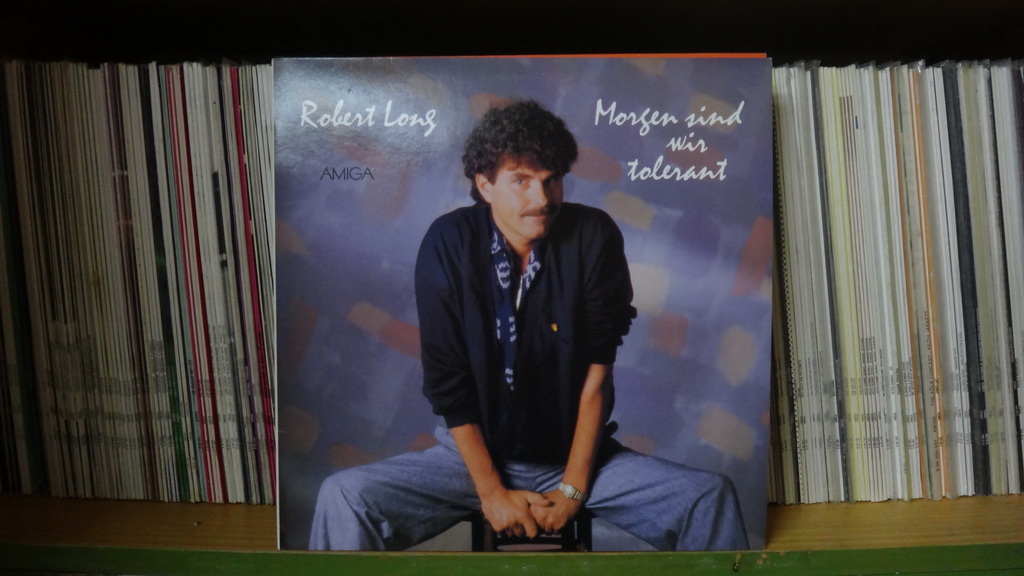 Robert Long
AMIGA
Morgen sind
wir
tolerant